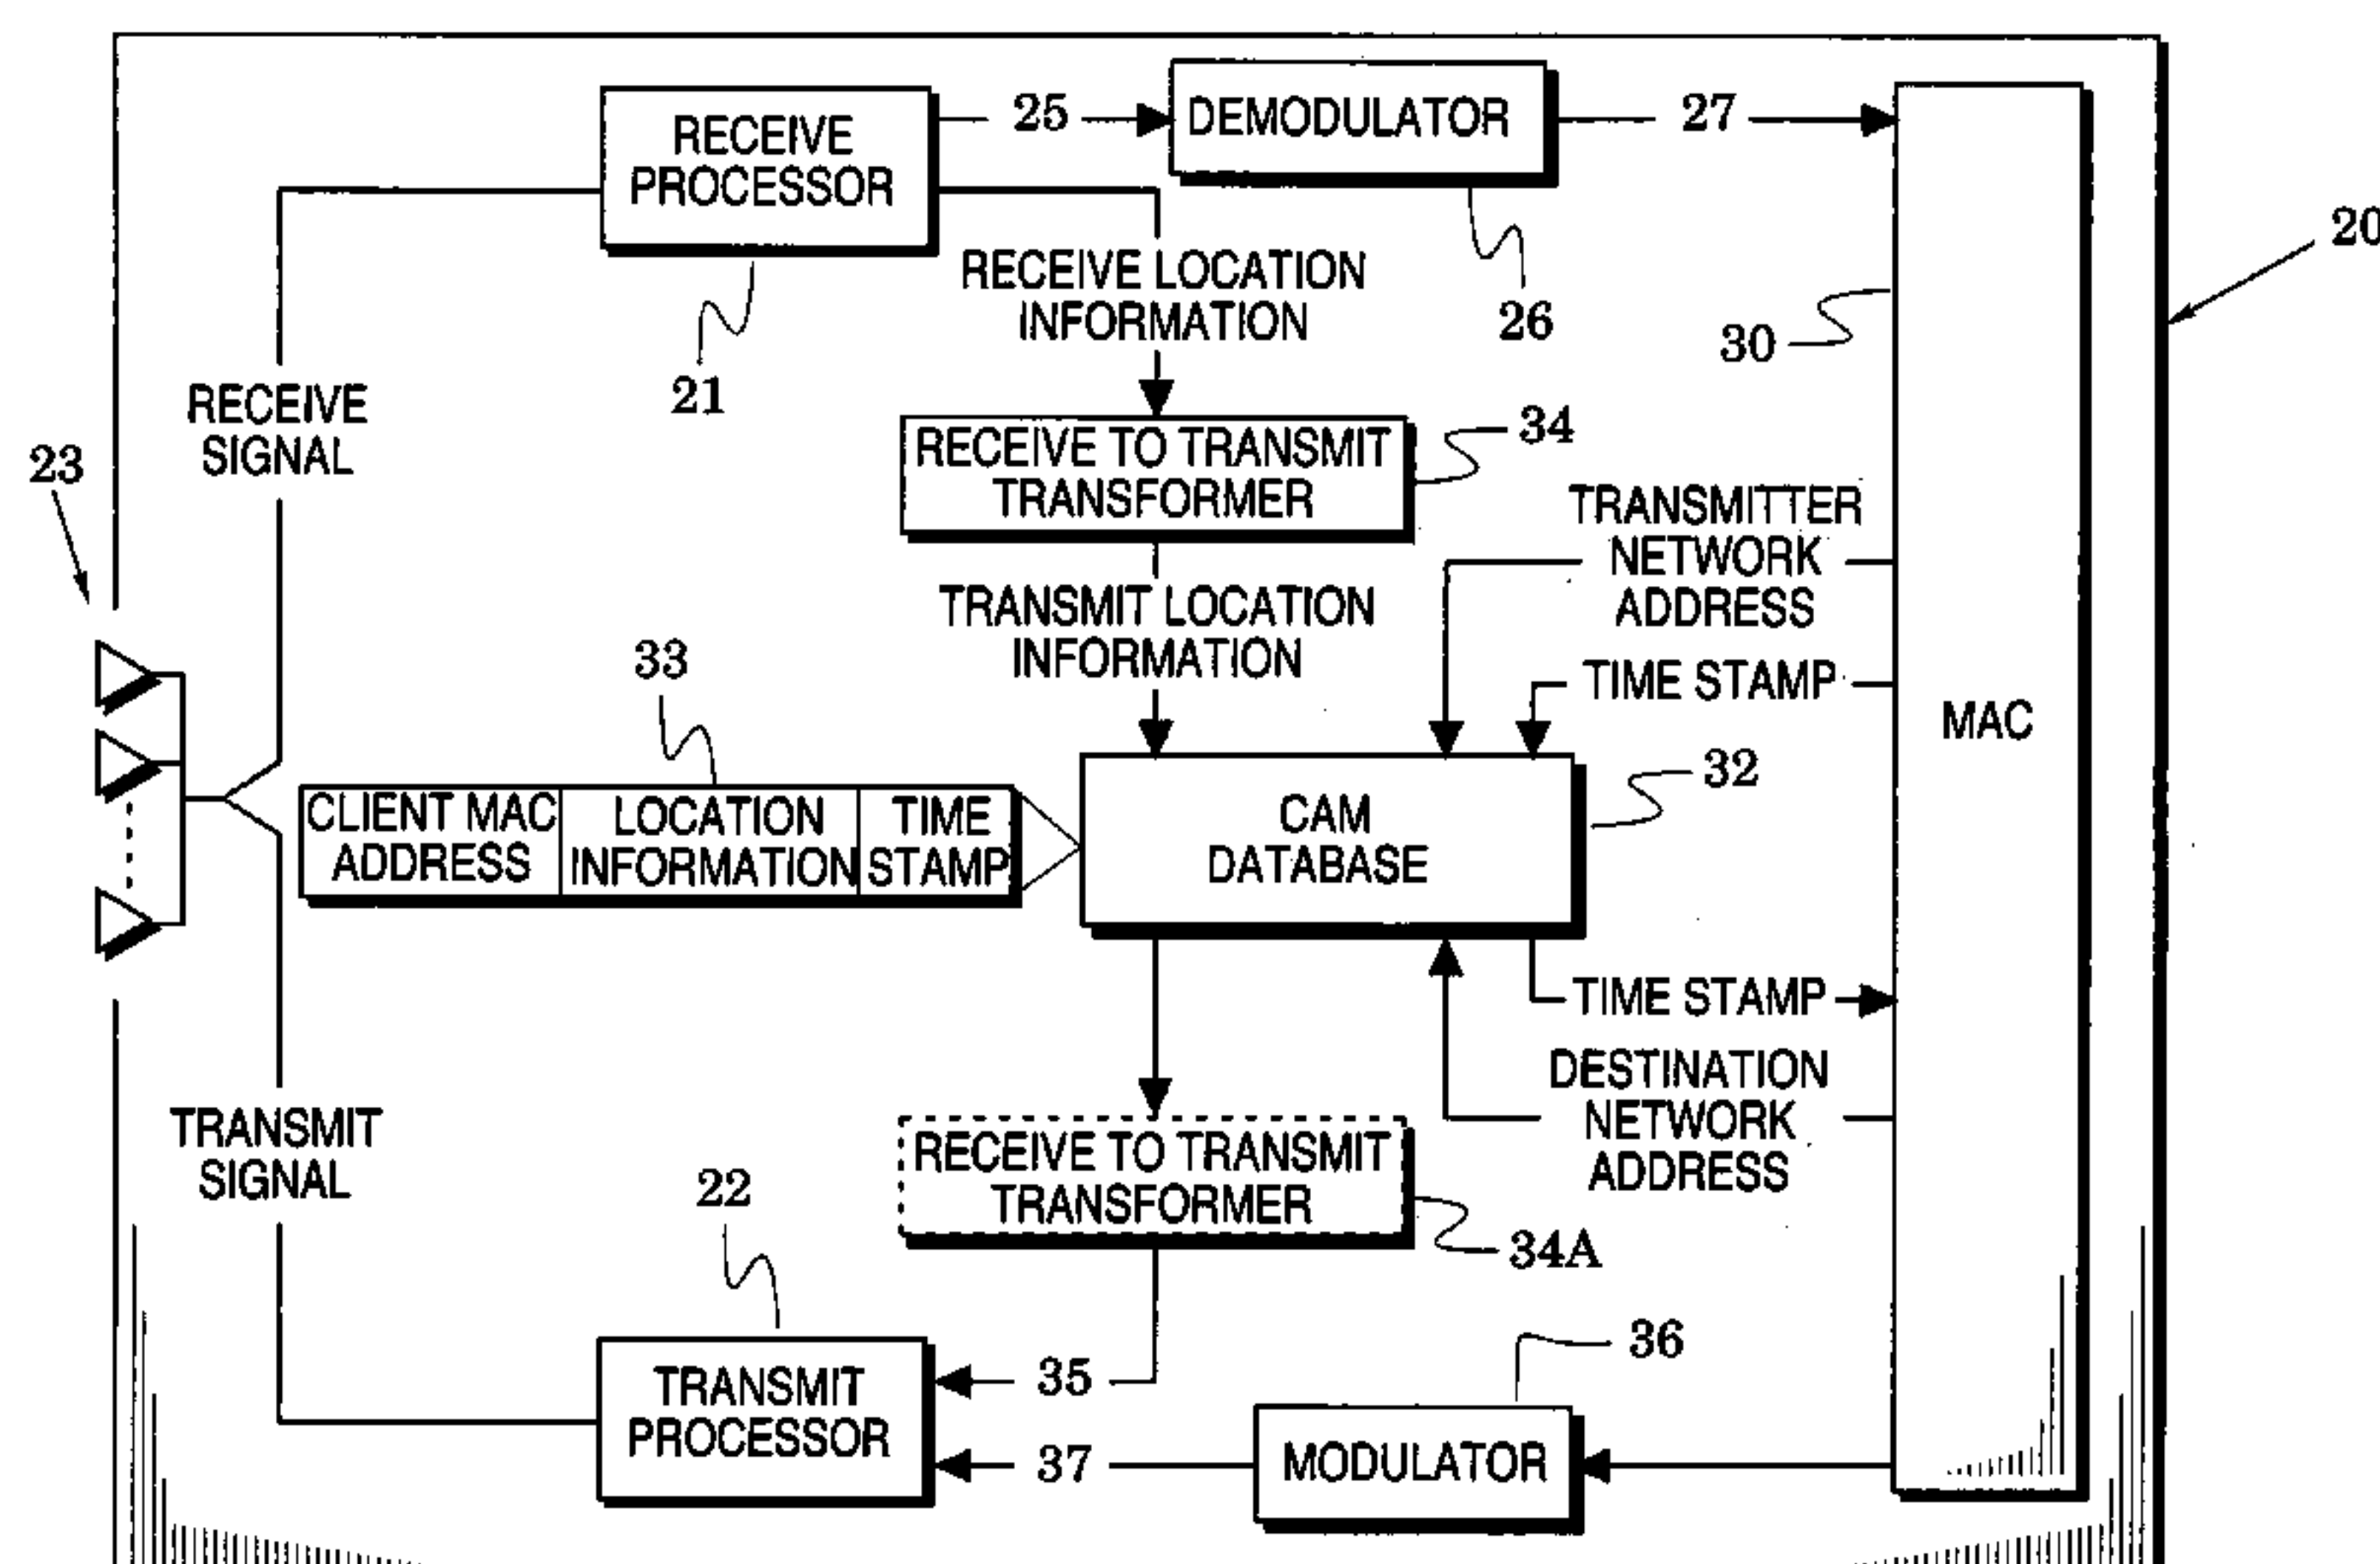 RECEIVE
PROCESSOR
25
DEMODULATOR
27
20
RECEIVE LOCATION
INFORMATION
21
26
30
RECEIVE
SIGNAL
23
RECEIVE TO TRANSMIT
TRANSFORMER
34
TRANSMITTER
NETWORK
ADDRESS
TRANSMIT LOCATION
INFORMATION
33
TIME STAMP
MAC
32
CLIENT MAC
ADDRESS
LOCATION
INFORMATION
TIME
STAMP
CAM
DATABASE
TIME STAMP
DESTINATION
NETWORK
ADDRESS
TRANSMIT
SIGNAL
RECEIVE TO TRANSMIT
TRANSFORMER
22
34A
36
TRANSMIT
PROCESSOR
35
37
MODULATOR